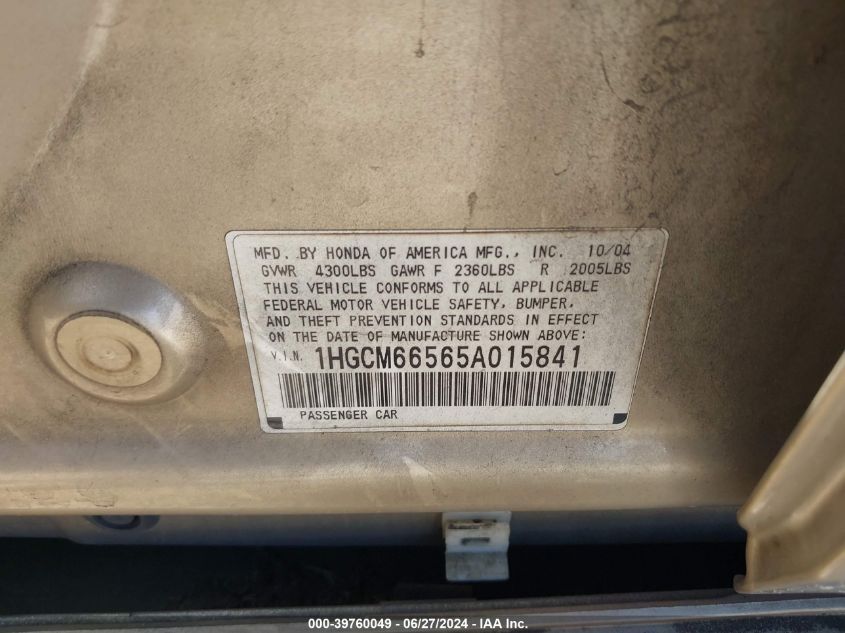 MFD. BY HONDA OF AMERICA MFG., INC. 10/04
GVWR 4300LBS GAWR F 2360LBS R 2005LBS
THIS VEHICLE CONFORMS TO ALL APPLICABLE
FEDERAL MOTOR VEHICLE SAFETY, BUMPER,
AND THEFT PREVENTION STANDARDS IN EFFECT
ON THE DATE OF MANUFACTURE SHOWN ABOVE:
V.I.N. 1HGCM66565A015841
PASSENGER CAR
000-39760049 - 06/27/2024 - IAA Inc.